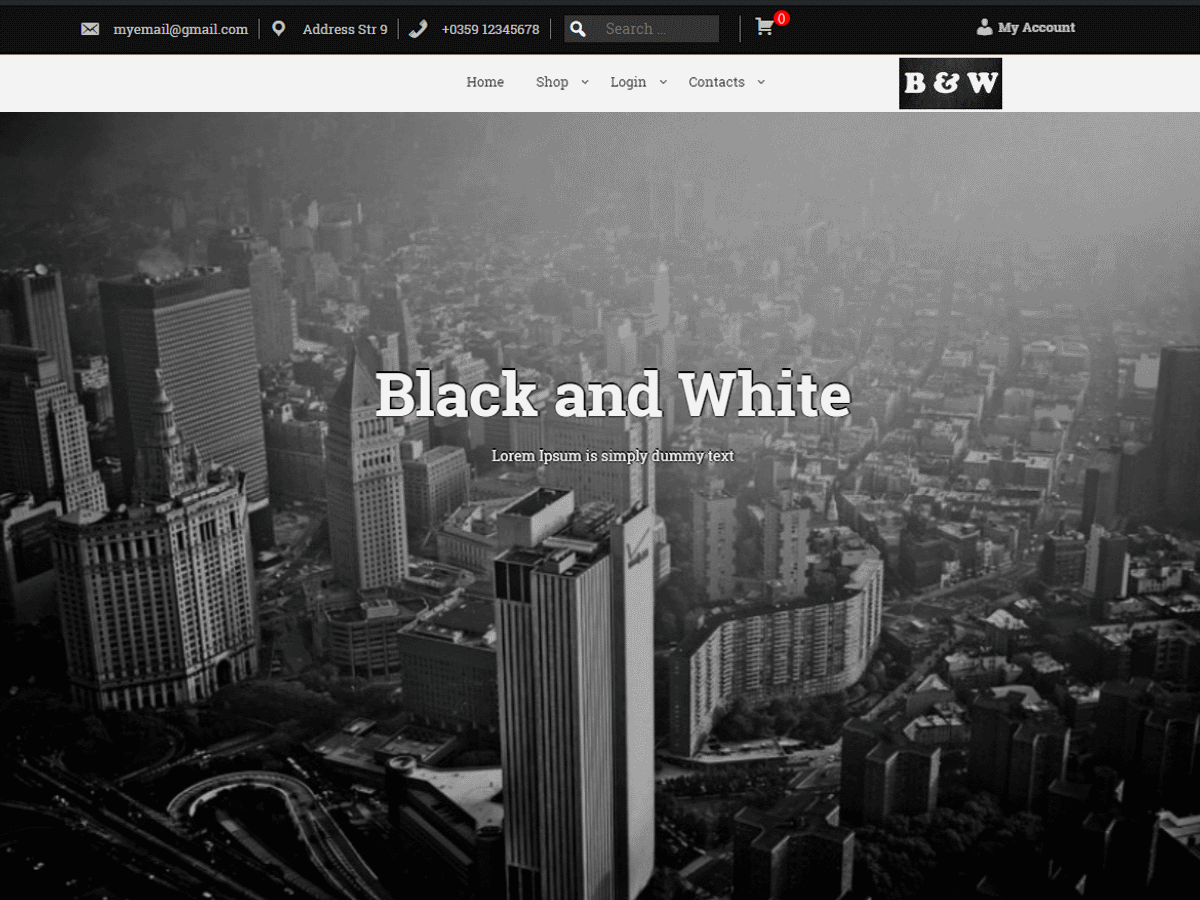 myemail@gmail.com Address Str 9 +0359 12345678 Search ... 0 My Account
Home Shop Login Contacts B & W
Black and White
Lorem Ipsum is simply dummy text